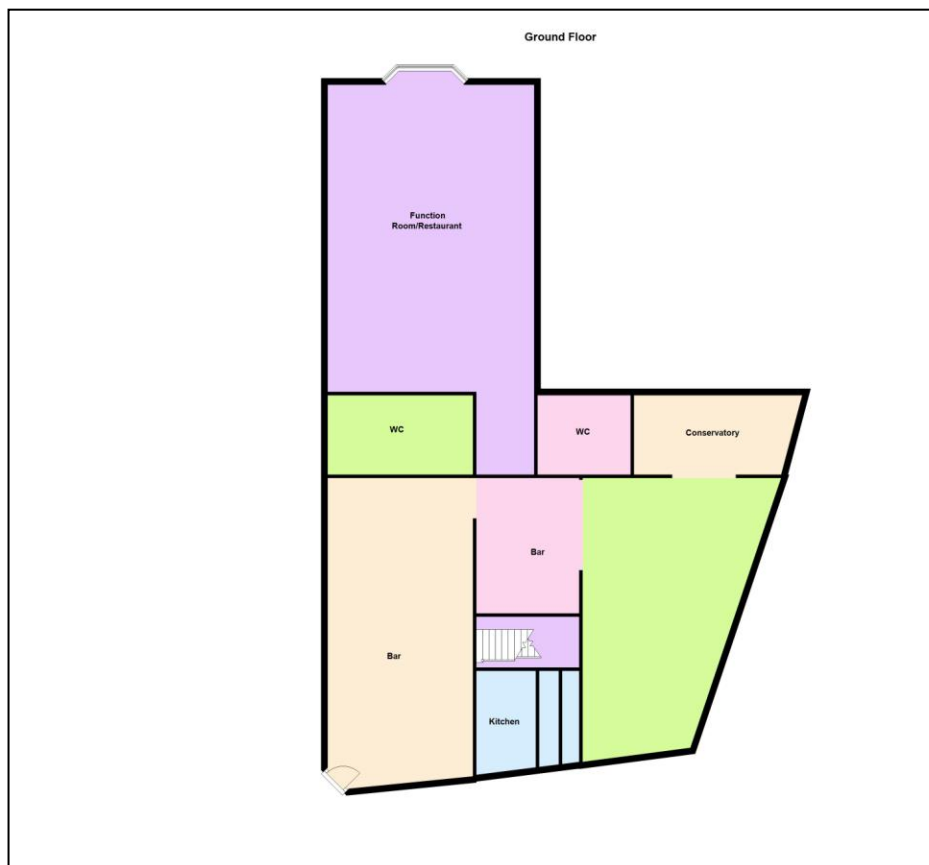 Ground Floor
Function
Room/Restaurant
WC
WC
Conservatory
Bar
Bar
Kitchen